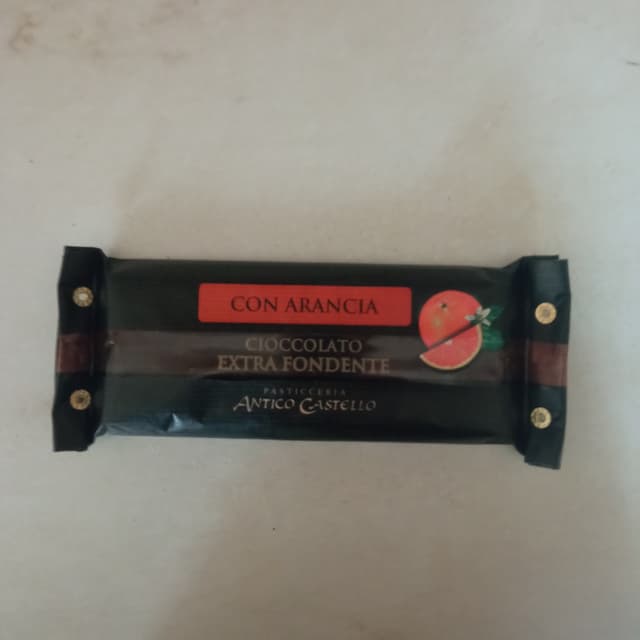 CON ARANCIA
CIOCCOLATO
EXTRA FONDENTE
PASTICCERIA
ANTICO CASTELLO